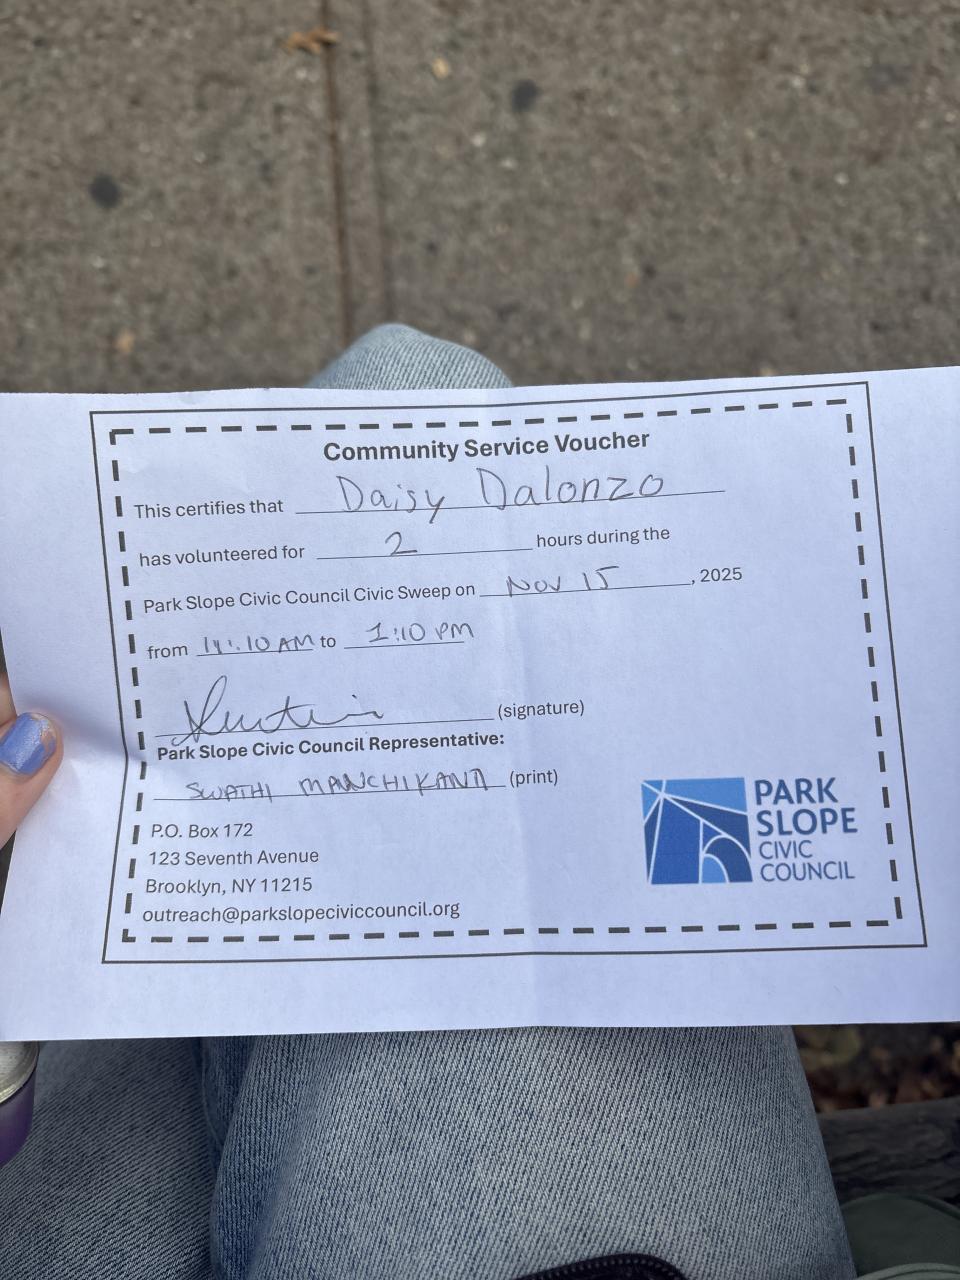 Community Service Voucher
This certifies that Daisy Dalonzo
has volunteered for 2 hours during the
Park Slope Civic Council Civic Sweep on Nov 15, 2025
from 11:10 AM to 1:10 PM
(signature)
Park Slope Civic Council Representative:
SWATHI MANCHIKANTI (print)
P.O. Box 172
123 Seventh Avenue
Brooklyn, NY 11215
outreach@parkslopeciviccouncil.org
PARK
SLOPE
CIVIC
COUNCIL